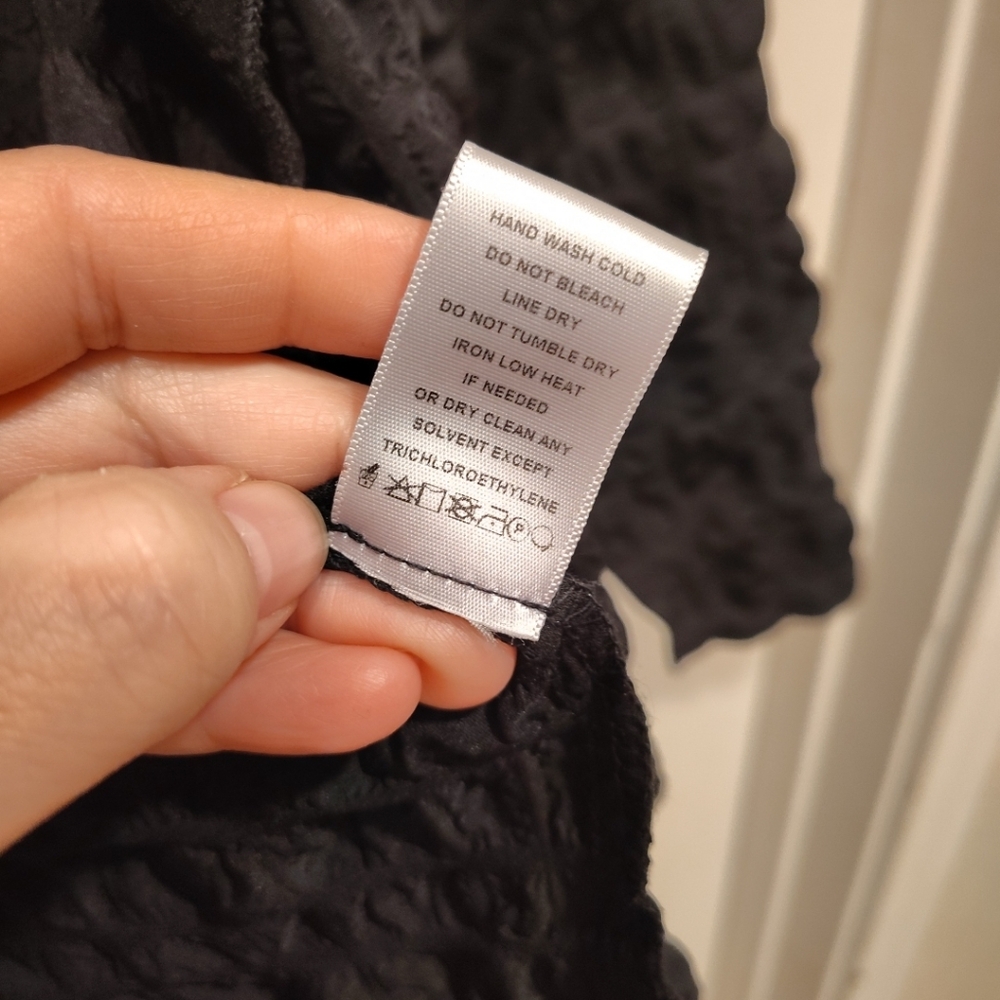 HAND WASH COLD
DO NOT BLEACH
LINE DRY
DO NOT TUMBLE DRY
IRON LOW HEAT
IF NEEDED
OR DRY CLEAN ANY
SOLVENT EXCEPT
TRICHLOROETHYLENE
P